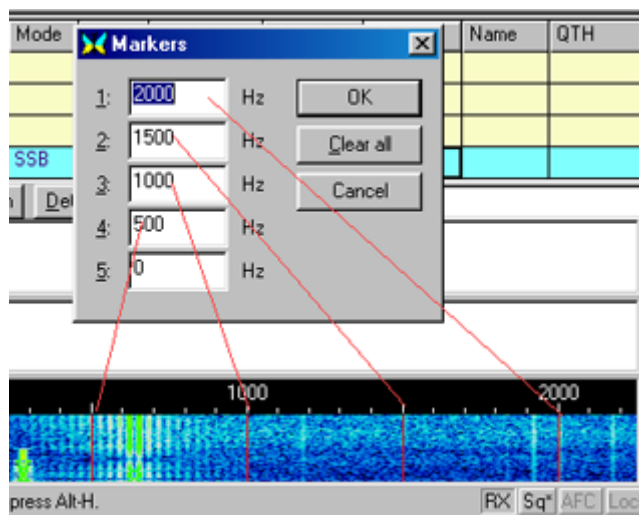 Mode Name QTH
Markers
1: 2000 Hz OK
2: 1500 Hz Clear all
SSB
3: 1000 Hz Cancel
4: 500 Hz
5: 0 Hz
1000 2000
press Alt-H. RX Sq* AFC Loc